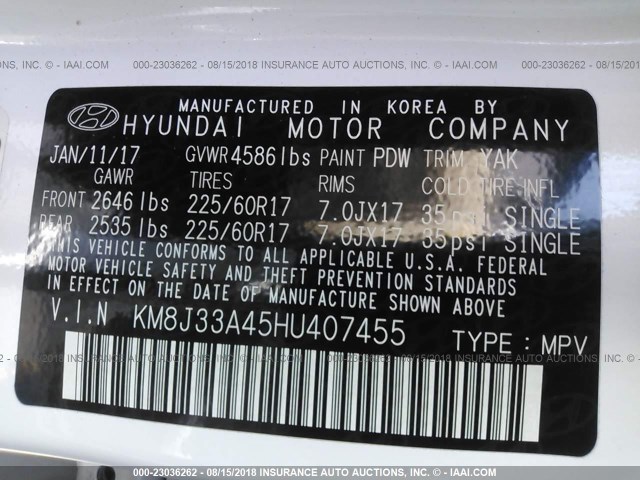 000-23036262 - 08/15/2018 INSURANCE AUTO AUCTIONS, INC. © - IAAI.COM
MANUFACTURED IN KOREA BY
HYUNDAI MOTOR COMPANY
JAN/11/17 GVWR 4586 lbs PAINT PDW TRIM YAK
GAWR TIRES RIMS COLD TIRE INFL
FRONT 2646 lbs 225/60R17 7.0JX17 35psi SINGLE
REAR 2535 lbs 225/60R17 7.0JX17 35psi SINGLE
THIS VEHICLE CONFORMS TO ALL APPLICABLE U.S.A. FEDERAL
MOTOR VEHICLE SAFETY AND THEFT PREVENTION STANDARDS
IN EFFECT ON THE DATE OF MANUFACTURE SHOWN ABOVE
V.I.N KM8J33A45HU407455 TYPE : MPV
000-23036262 - 08/15/2018 INSURANCE AUTO AUCTIONS, INC. © - IAAI.COM